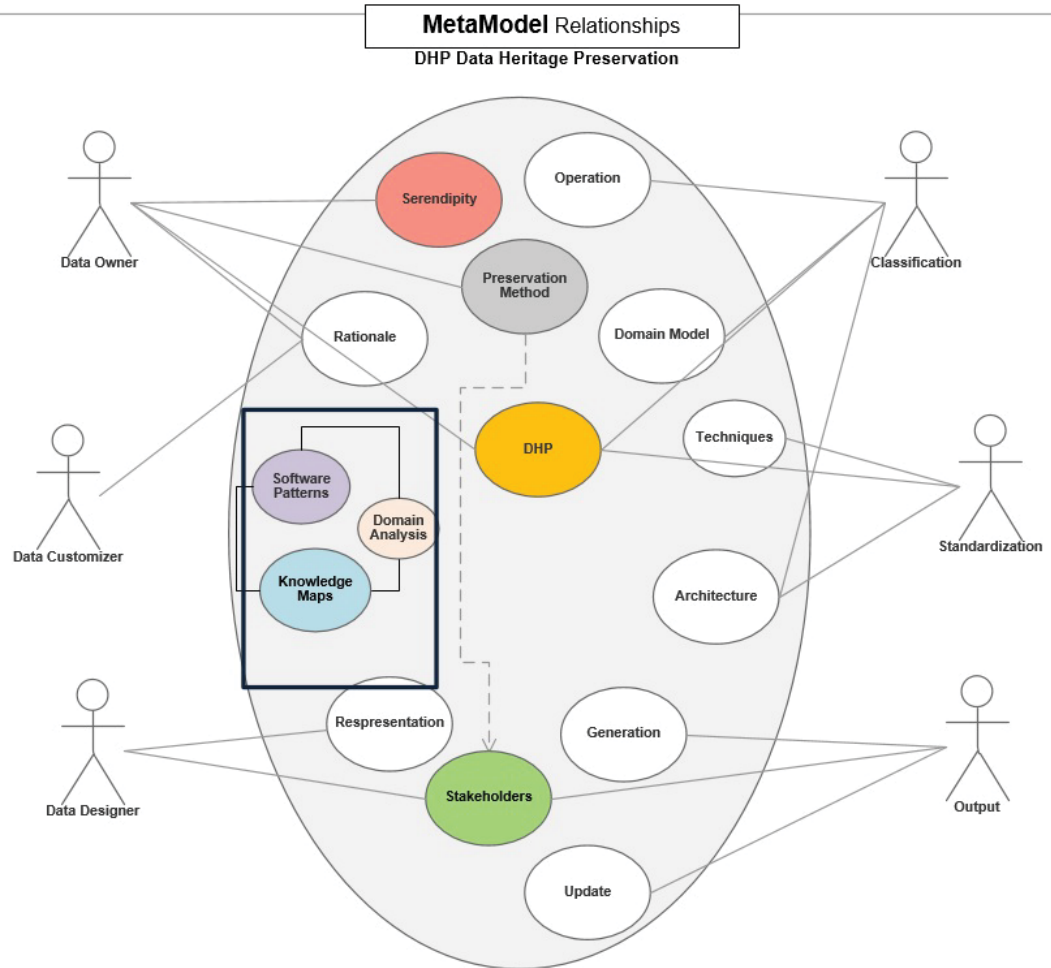 MetaModel Relationships
DHP Data Heritage Preservation
Serendipity
Operation
Data Owner
Classification
Preservation
Method
Rationale
Domain Model
Techniques
DHP
Software
Patterns
Domain
Analysis
Data Customizer
Standardization
Knowledge
Maps
Architecture
Respresentation
Generation
Stakeholders
Data Designer
Output
Update